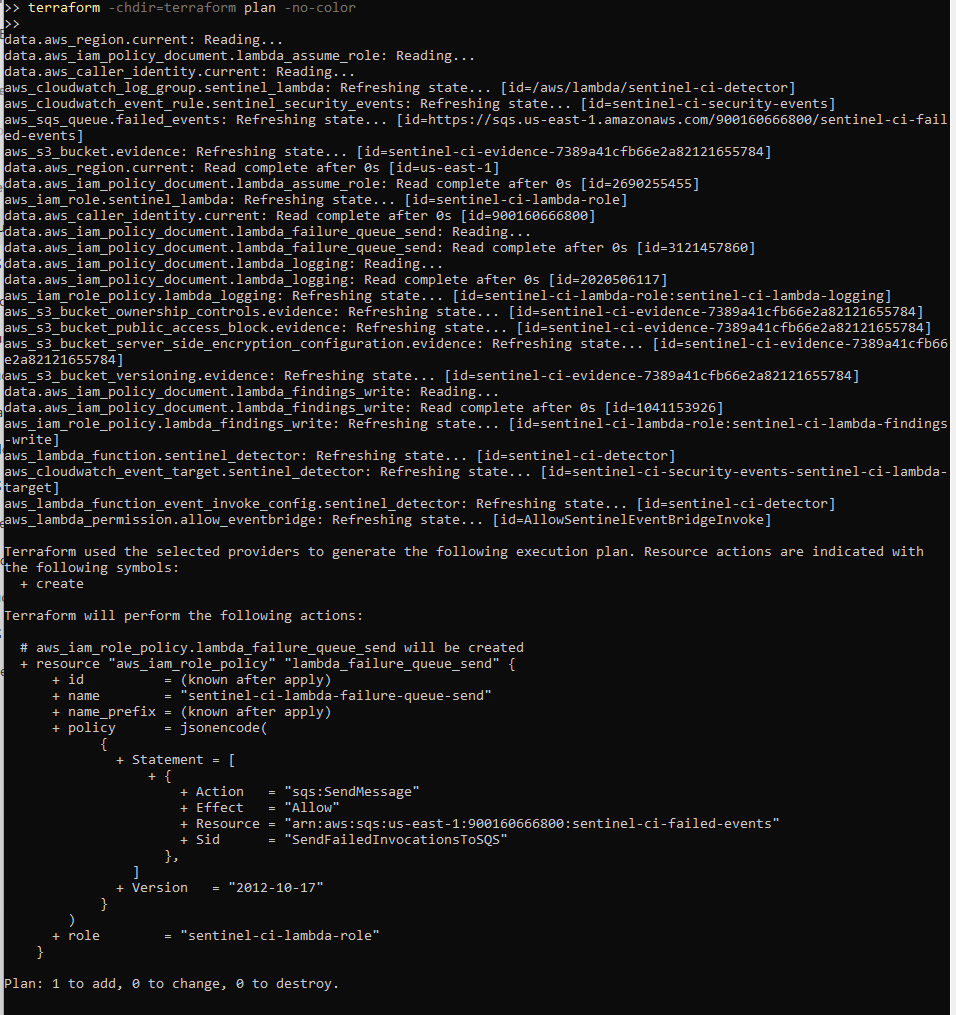 >> terraform -chdir=terraform plan -no-color
>>
data.aws_region.current: Reading...
data.aws_iam_policy_document.lambda_assume_role: Reading...
data.aws_caller_identity.current: Reading...
aws_cloudwatch_log_group.sentinel_lambda: Refreshing state... [id=/aws/lambda/sentinel-ci-detector]
aws_cloudwatch_event_rule.sentinel_security_events: Refreshing state... [id=sentinel-ci-security-events]
aws_sqs_queue.failed_events: Refreshing state... [id=https://sqs.us-east-1.amazonaws.com/900160666800/sentinel-ci-fail
ed-events]
aws_s3_bucket.evidence: Refreshing state... [id=sentinel-ci-evidence-7389a41cfb66e2a82121655784]
data.aws_region.current: Read complete after 0s [id=us-east-1]
data.aws_iam_policy_document.lambda_assume_role: Read complete after 0s [id=2690255455]
aws_iam_role.sentinel_lambda: Refreshing state... [id=sentinel-ci-lambda-role]
data.aws_caller_identity.current: Read complete after 0s [id=900160666800]
data.aws_iam_policy_document.lambda_failure_queue_send: Reading...
data.aws_iam_policy_document.lambda_failure_queue_send: Read complete after 0s [id=3121457860]
data.aws_iam_policy_document.lambda_logging: Reading...
data.aws_iam_policy_document.lambda_logging: Read complete after 0s [id=2020506117]
aws_iam_role_policy.lambda_logging: Refreshing state... [id=sentinel-ci-lambda-role:sentinel-ci-lambda-logging]
aws_s3_bucket_ownership_controls.evidence: Refreshing state... [id=sentinel-ci-evidence-7389a41cfb66e2a82121655784]
aws_s3_bucket_public_access_block.evidence: Refreshing state... [id=sentinel-ci-evidence-7389a41cfb66e2a82121655784]
aws_s3_bucket_server_side_encryption_configuration.evidence: Refreshing state... [id=sentinel-ci-evidence-7389a41cfb66
e2a82121655784]
aws_s3_bucket_versioning.evidence: Refreshing state... [id=sentinel-ci-evidence-7389a41cfb66e2a82121655784]
data.aws_iam_policy_document.lambda_findings_write: Reading...
data.aws_iam_policy_document.lambda_findings_write: Read complete after 0s [id=1041153926]
aws_iam_role_policy.lambda_findings_write: Refreshing state... [id=sentinel-ci-lambda-role:sentinel-ci-lambda-findings
-write]
aws_lambda_function.sentinel_detector: Refreshing state... [id=sentinel-ci-detector]
aws_cloudwatch_event_target.sentinel_detector: Refreshing state... [id=sentinel-ci-security-events-sentinel-ci-lambda-
target]
aws_lambda_function_event_invoke_config.sentinel_detector: Refreshing state... [id=sentinel-ci-detector]
aws_lambda_permission.allow_eventbridge: Refreshing state... [id=AllowSentinelEventBridgeInvoke]

Terraform used the selected providers to generate the following execution plan. Resource actions are indicated with
the following symbols:
  + create

Terraform will perform the following actions:

  # aws_iam_role_policy.lambda_failure_queue_send will be created
  + resource "aws_iam_role_policy" "lambda_failure_queue_send" {
      + id          = (known after apply)
      + name        = "sentinel-ci-lambda-failure-queue-send"
      + name_prefix = (known after apply)
      + policy      = jsonencode(
            {
              + Statement = [
                  + {
                      + Action   = "sqs:SendMessage"
                      + Effect   = "Allow"
                      + Resource = "arn:aws:sqs:us-east-1:900160666800:sentinel-ci-failed-events"
                      + Sid      = "SendFailedInvocationsToSQS"
                    },
                ]
              + Version   = "2012-10-17"
            }
        )
      + role        = "sentinel-ci-lambda-role"
    }

Plan: 1 to add, 0 to change, 0 to destroy.